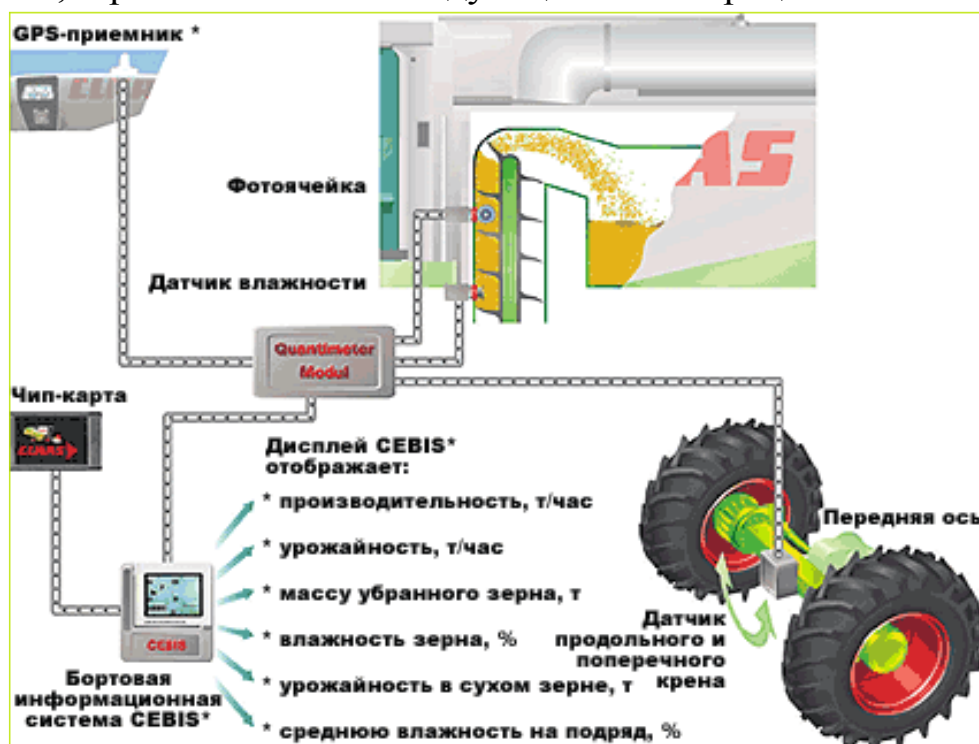 GPS-приемник *
CLAAS
AS
Фотоячейка
Датчик влажности
Quantimeter
Modul
Чип-карта
CLAAS
Дисплей CEBIS*
отображает:
* производительность, т/час
* урожайность, т/час
* массу убранного зерна, т
* влажность зерна, %
* урожайность в сухом зерне, т
* среднюю влажность на подряд, %
CEBIS
Бортовая
информационная
система CEBIS*
Передняя ось
Датчик
продольного и
поперечного
крена